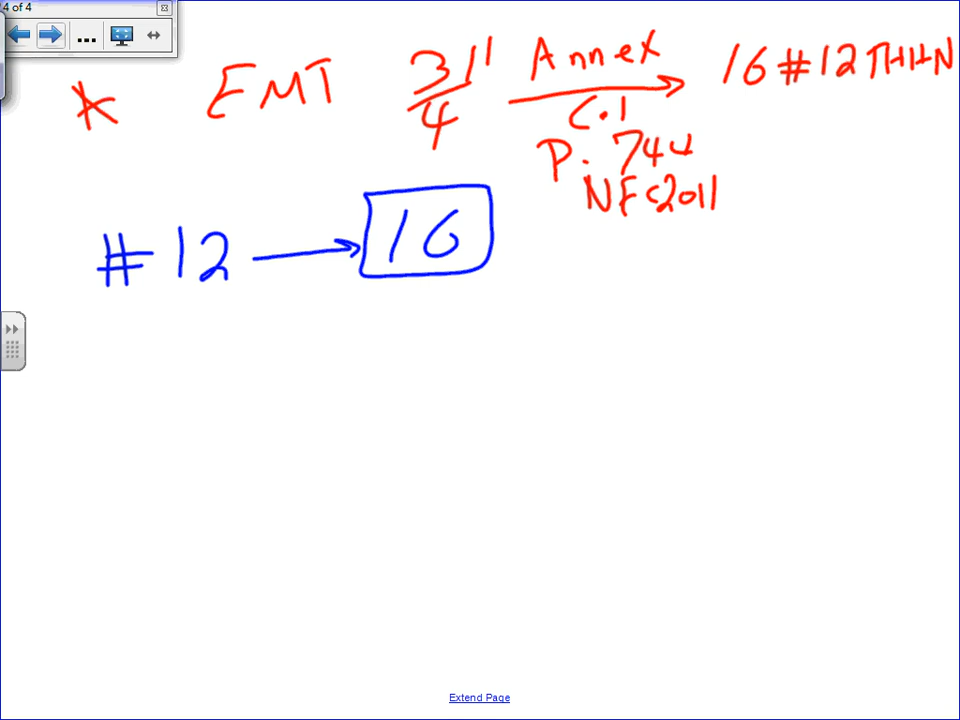 4 of 4
...
* EMT 3/4" Annex C.1 → 16 #12 THHN
P. 744
NEC2011
#12 → 16
Extend Page